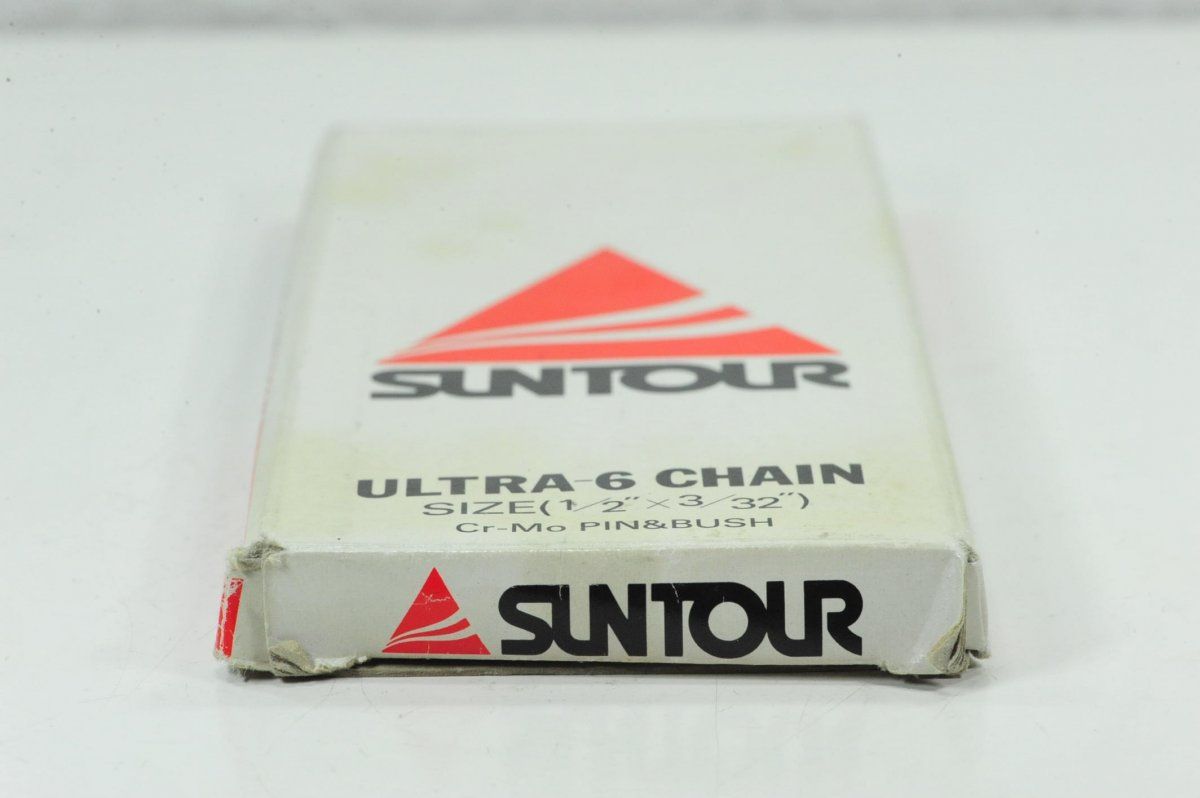 SUNTOUR
ULTRA-6 CHAIN
SIZE(1/2"×3/32")
Cr-Mo PIN&BUSH
SUNTOUR